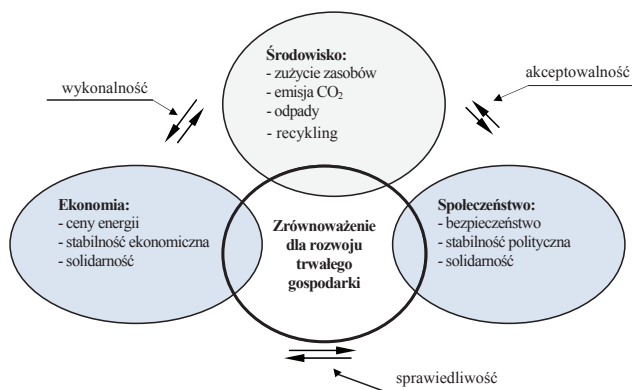 Środowisko:
- zużycie zasobów
- emisja CO₂
- odpady
- recykling
wykonalność
akceptowalność
Ekonomia:
- ceny energii
- stabilność ekonomiczna
- solidarność
Zrównoważenie
dla rozwoju
trwałego
gospodarki
Społeczeństwo:
- bezpieczeństwo
- stabilność polityczna
- solidarność
sprawiedliwość